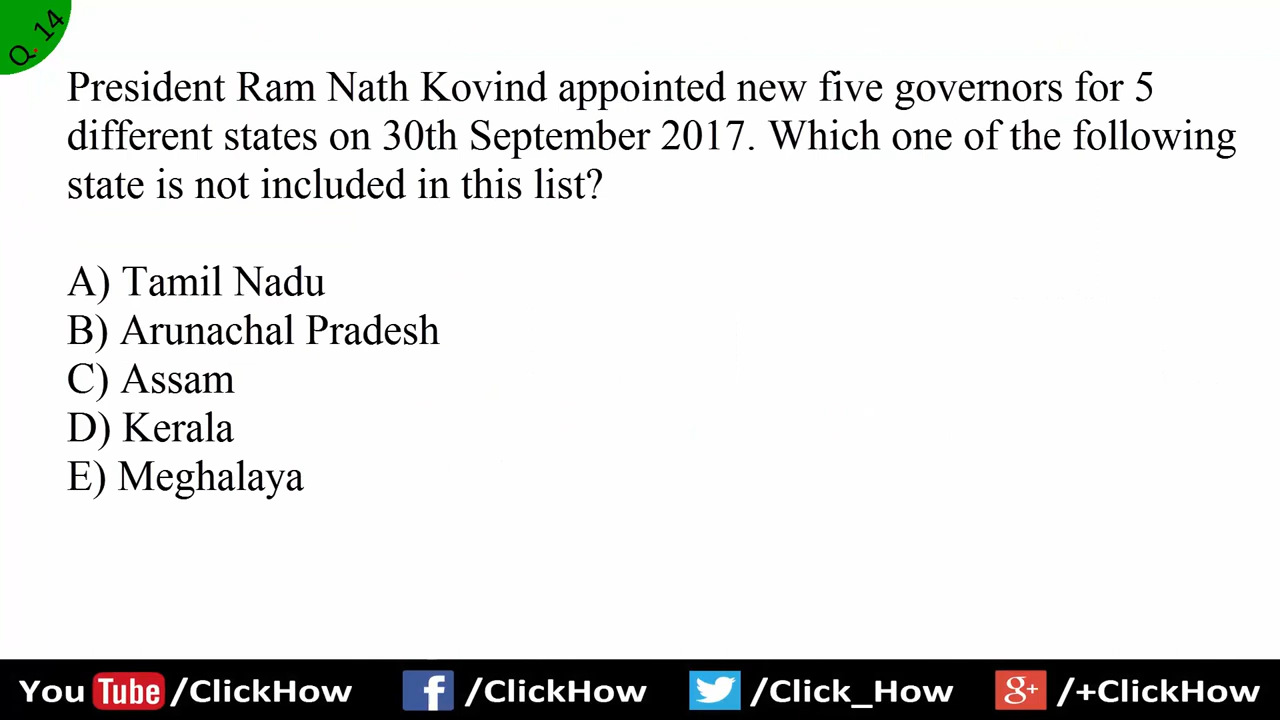 Q. 14
President Ram Nath Kovind appointed new five governors for 5
different states on 30th September 2017. Which one of the following
state is not included in this list?
A) Tamil Nadu
B) Arunachal Pradesh
C) Assam
D) Kerala
E) Meghalaya
You Tube /ClickHow f /ClickHow /Click_How g+ /+ClickHow